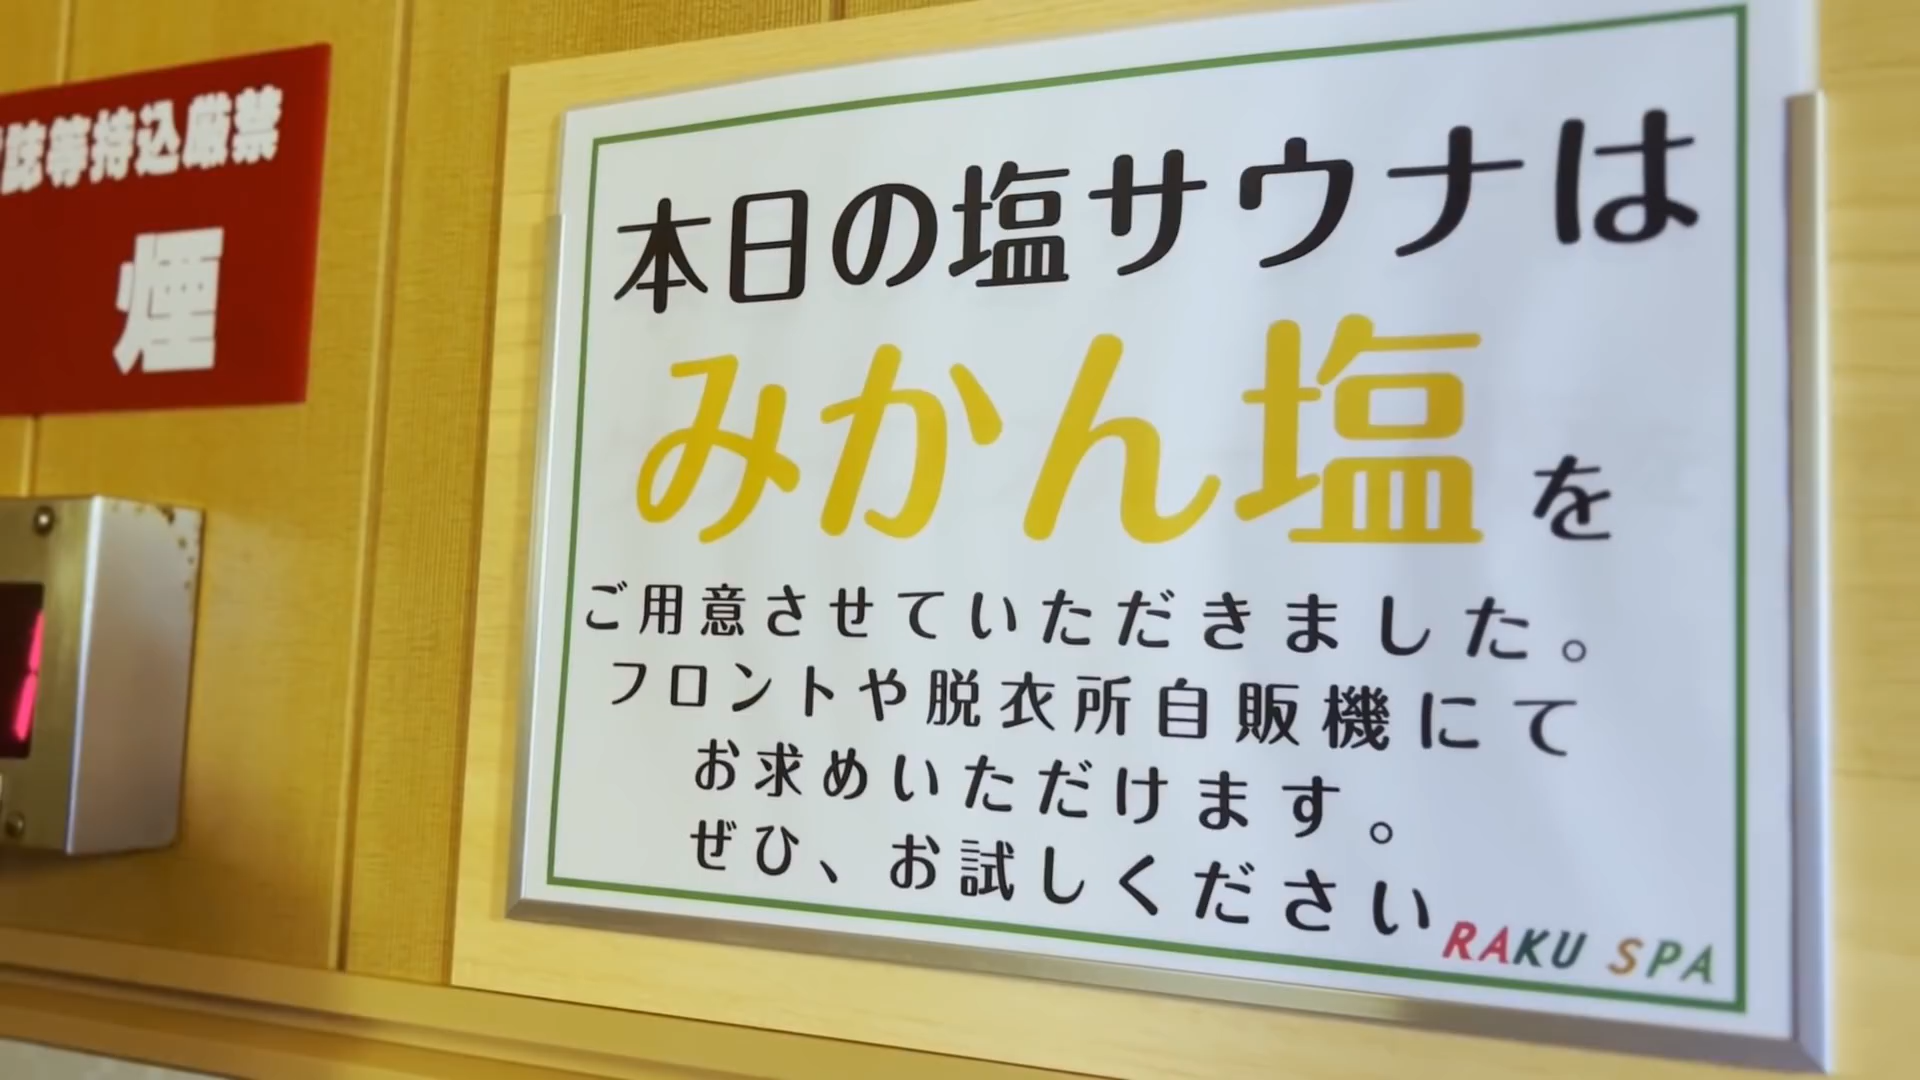 誌等持込厳禁
煙
本日の塩サウナは
みかん塩を
ご用意させていただきました。
フロントや脱衣所自販機にて
お求めいただけます。
ぜひ、お試しください
RAKU SPA